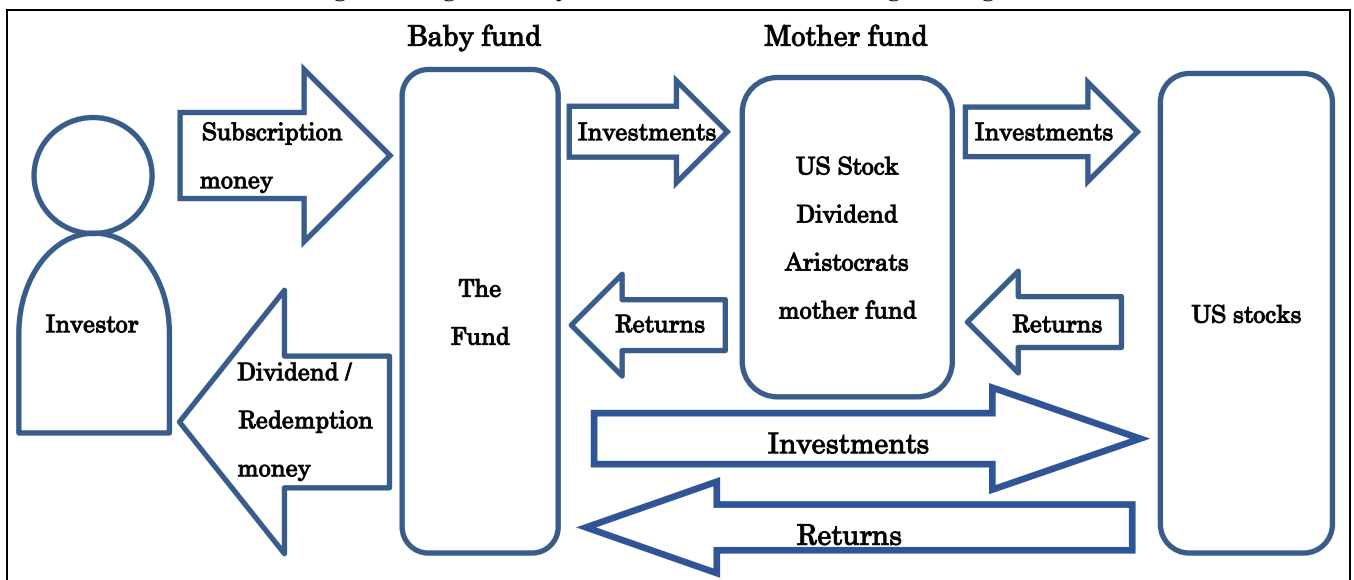 Baby fund
Mother fund
Subscription
money
Investments
Investments
US Stock
Dividend
Aristocrats
mother fund
The
Fund
Investor
Returns
Returns
US stocks
Dividend /
Redemption
money
Investments
Returns